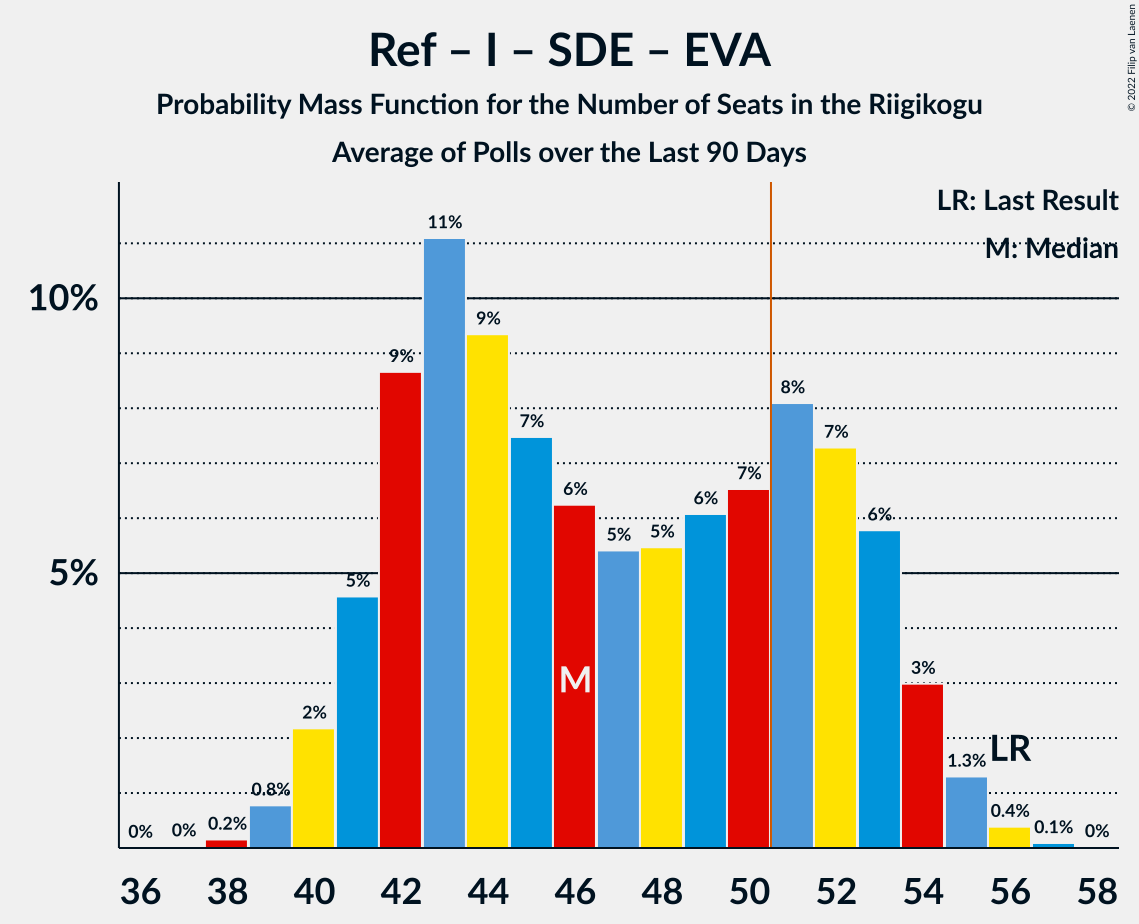 Ref – I – SDE – EVA
Probability Mass Function for the Number of Seats in the Riigikogu
Average of Polls over the Last 90 Days
© 2022 Filip van Laenen
LR: Last Result
M: Median
10%
5%
0%
0%
0.2%
0.8%
2%
5%
9%
11%
9%
7%
6%
5%
5%
6%
7%
8%
7%
6%
3%
1.3%
0.4%
0.1%
0%
M
LR
36 38 40 42 44 46 48 50 52 54 56 58